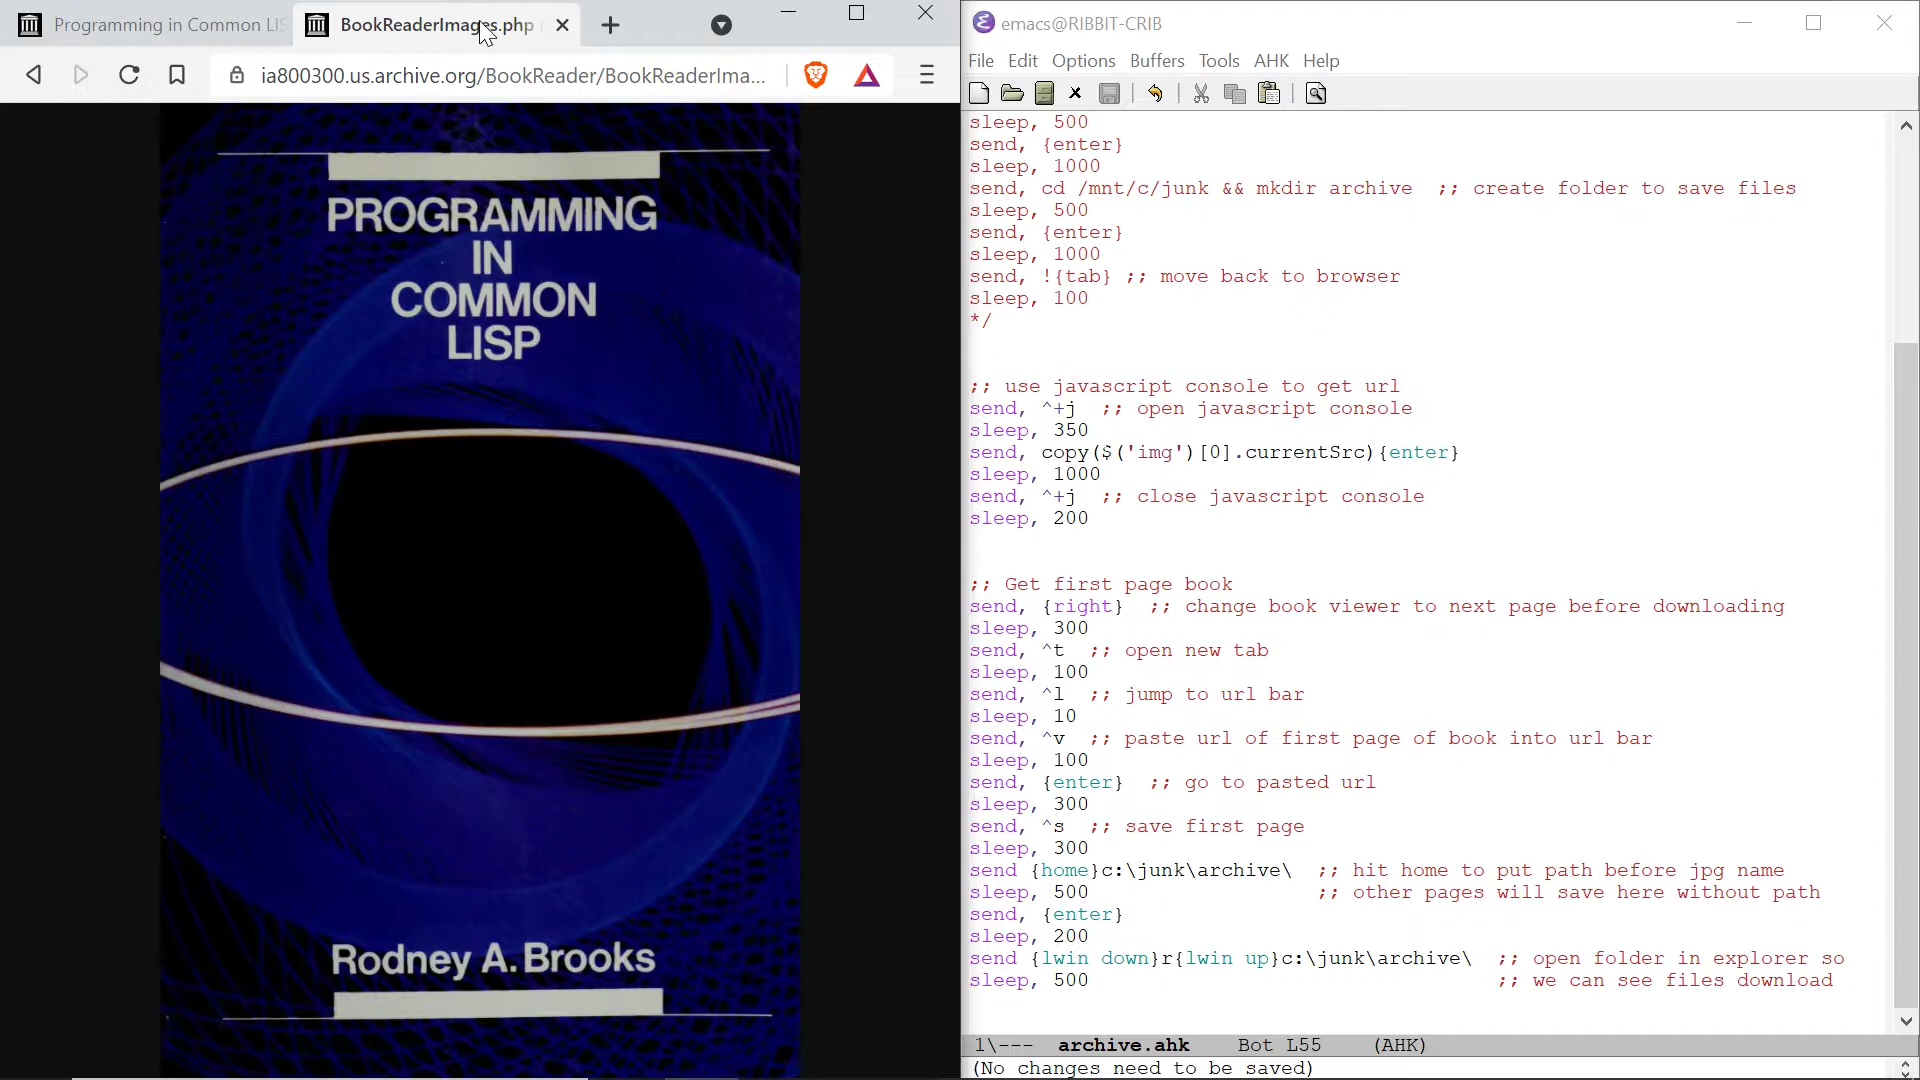 Programming in Common LIS
BookReaderImages.php
ia800300.us.archive.org/BookReader/BookReaderIma...
PROGRAMMING
IN
COMMON
LISP
Rodney A. Brooks
emacs@RIBBIT-CRIB
File Edit Options Buffers Tools AHK Help
sleep, 500
send, {enter}
sleep, 1000
send, cd /mnt/c/junk && mkdir archive ;; create folder to save files
sleep, 500
send, {enter}
sleep, 1000
send, !{tab} ;; move back to browser
sleep, 100
*/
;; use javascript console to get url
send, ^+j ;; open javascript console
sleep, 350
send, copy($('img')[0].currentSrc){enter}
sleep, 1000
send, ^+j ;; close javascript console
sleep, 200
;; Get first page book
send, {right} ;; change book viewer to next page before downloading
sleep, 300
send, ^t ;; open new tab
sleep, 100
send, ^l ;; jump to url bar
sleep, 10
send, ^v ;; paste url of first page of book into url bar
sleep, 100
send, {enter} ;; go to pasted url
sleep, 300
send, ^s ;; save first page
sleep, 300
send {home}c:\junk\archive\ ;; hit home to put path before jpg name
sleep, 500 ;; other pages will save here without path
send, {enter}
sleep, 200
send {lwin down}r{lwin up}c:\junk\archive\ ;; open folder in explorer so
sleep, 500 ;; we can see files download
1\--- archive.ahk Bot L55 (AHK)
(No changes need to be saved)